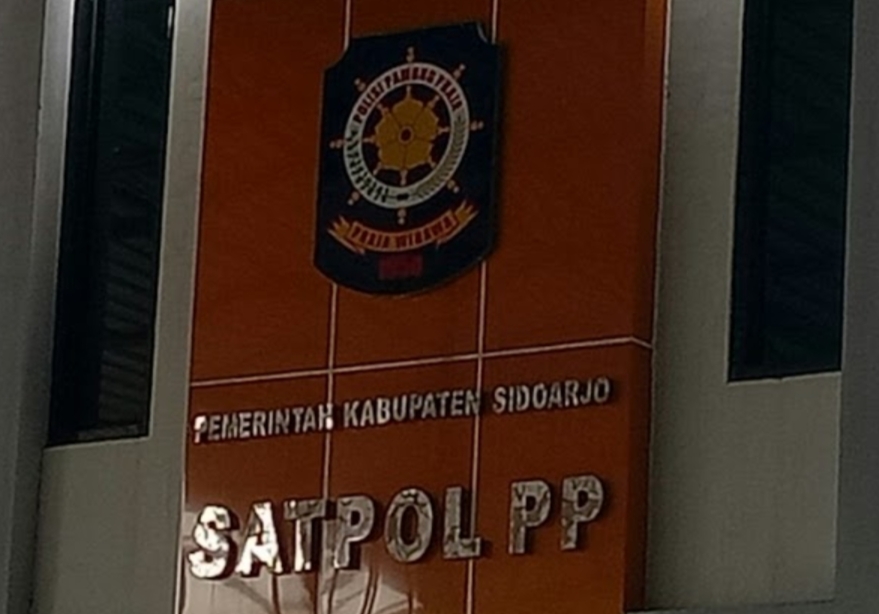 POLISI PAMONG PRAJA
PRAJA WIBAWA
PEMERINTAH KABUPATEN SIDOARJO
SATPOL PP